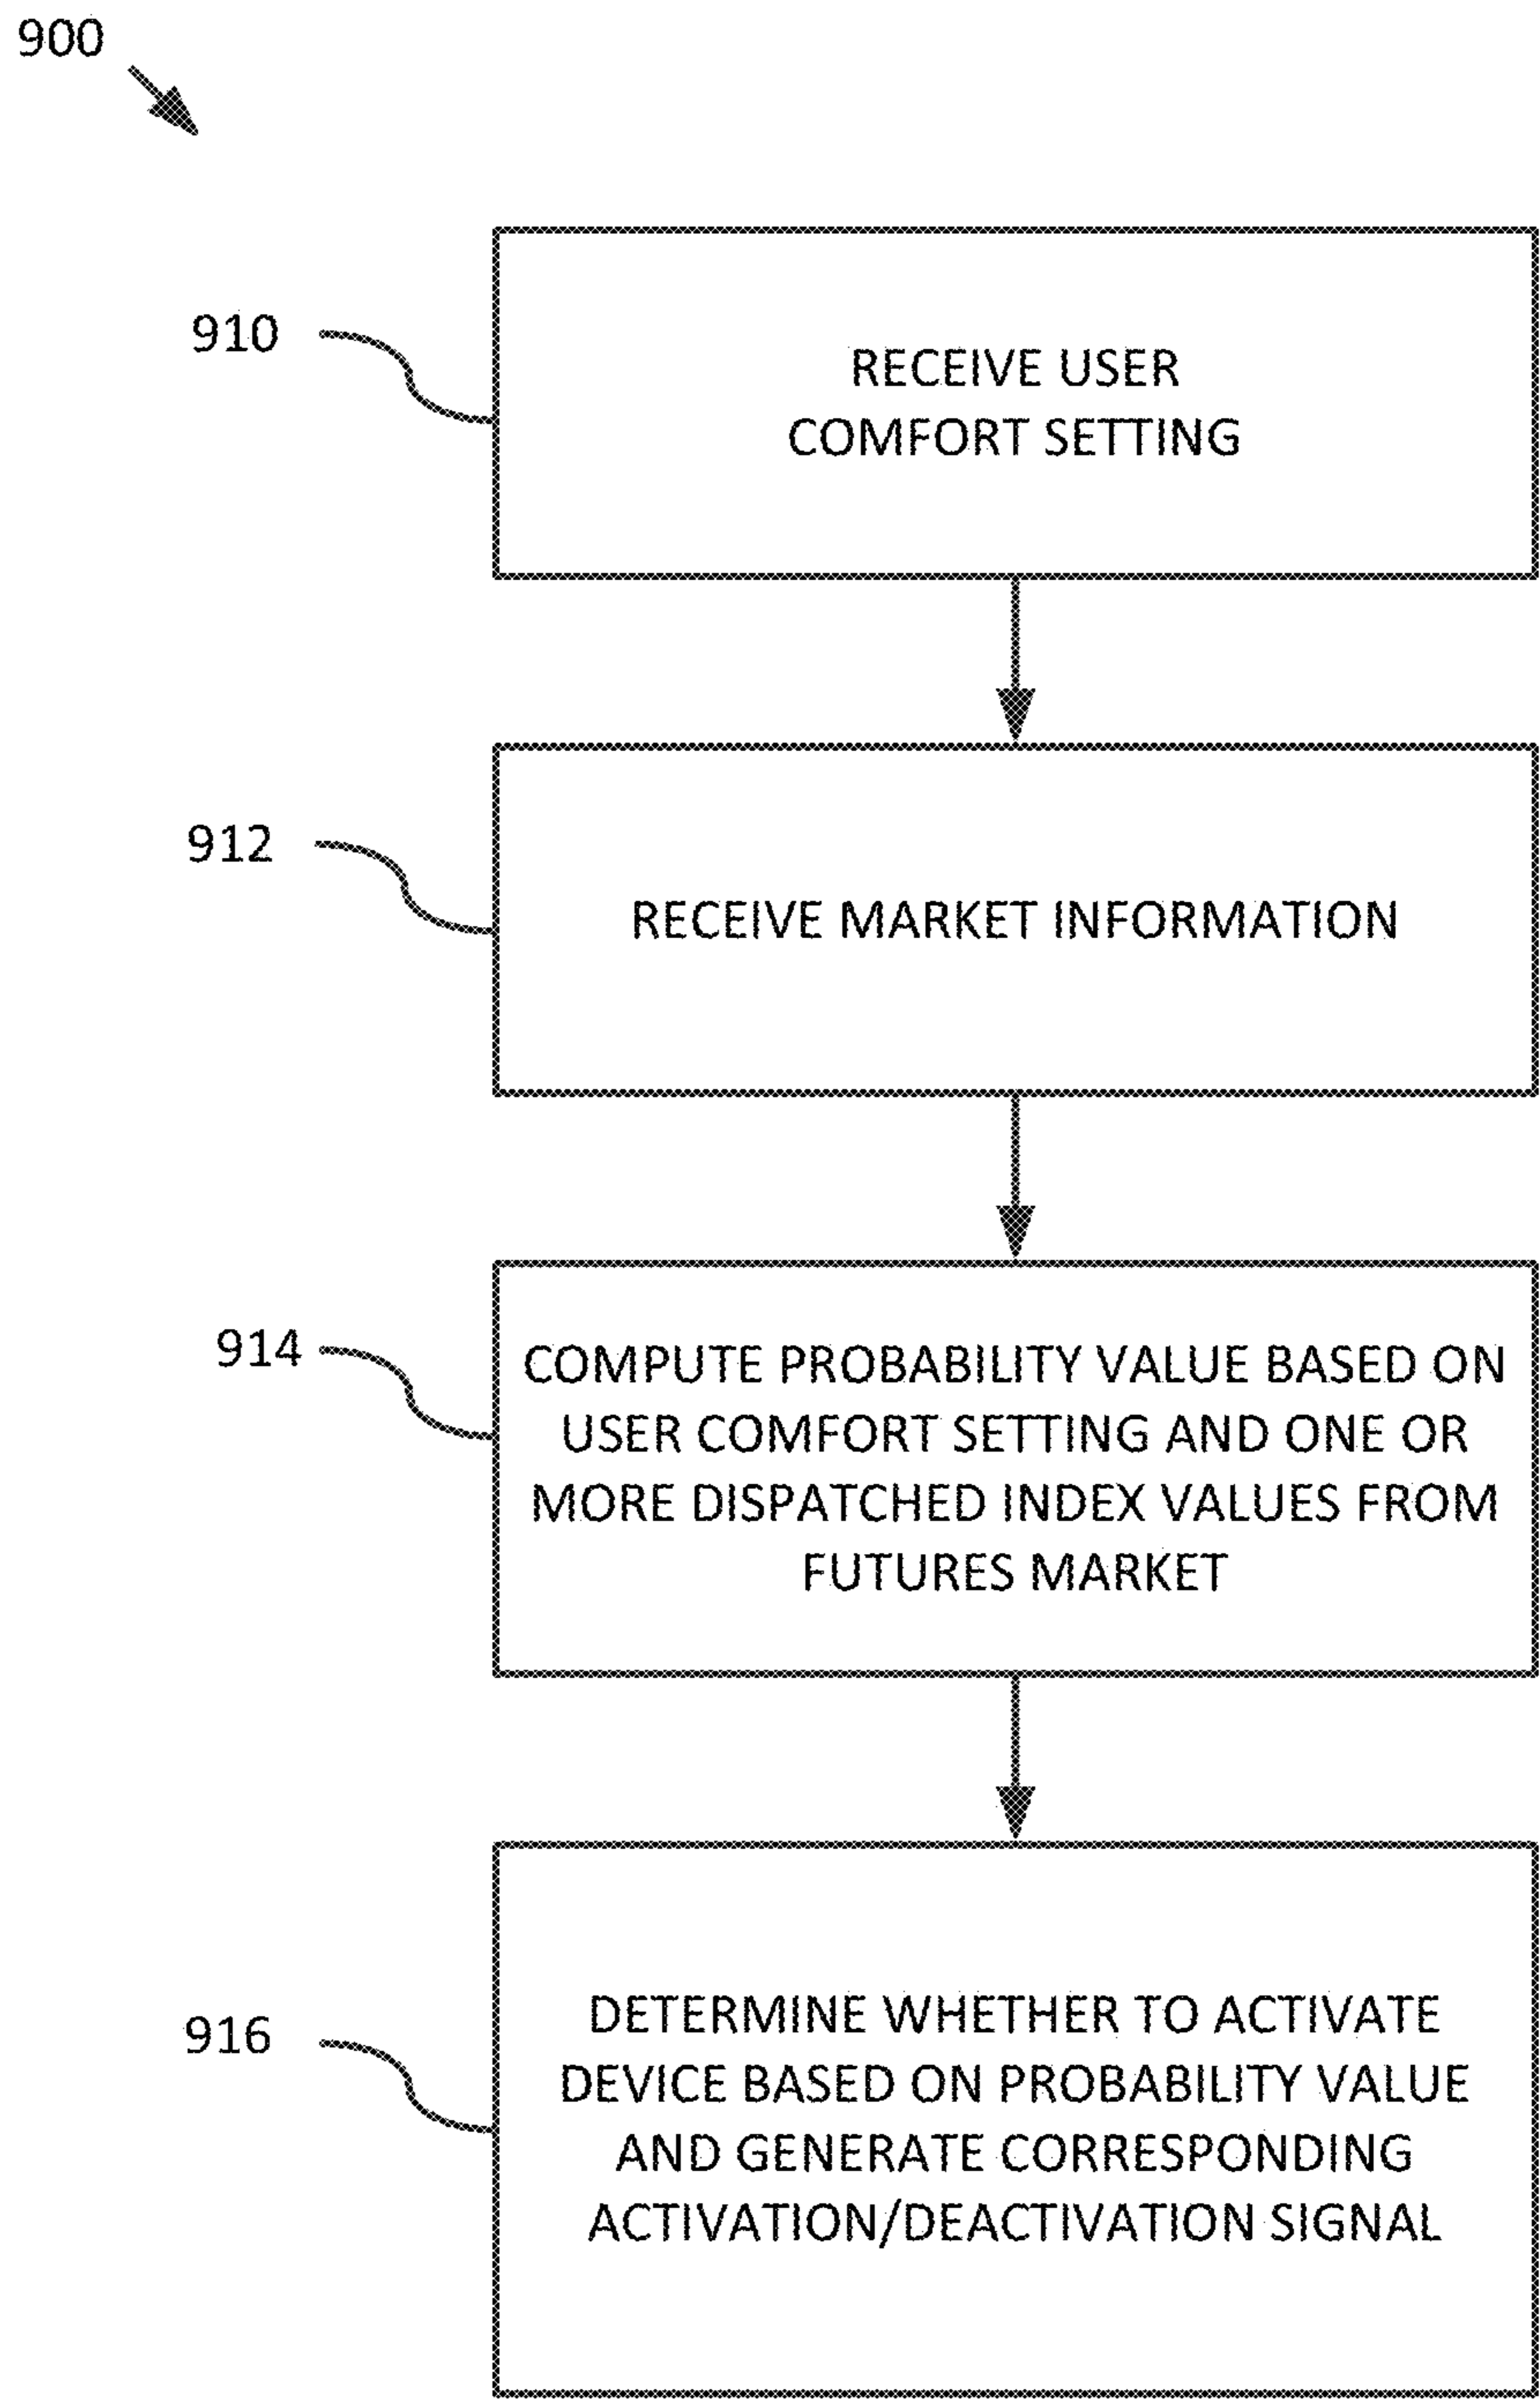 900
910
RECEIVE USER
COMFORT SETTING
912
RECEIVE MARKET INFORMATION
914
COMPUTE PROBABILITY VALUE BASED ON
USER COMFORT SETTING AND ONE OR
MORE DISPATCHED INDEX VALUES FROM
FUTURES MARKET
916
DETERMINE WHETHER TO ACTIVATE
DEVICE BASED ON PROBABILITY VALUE
AND GENERATE CORRESPONDING
ACTIVATION/DEACTIVATION SIGNAL